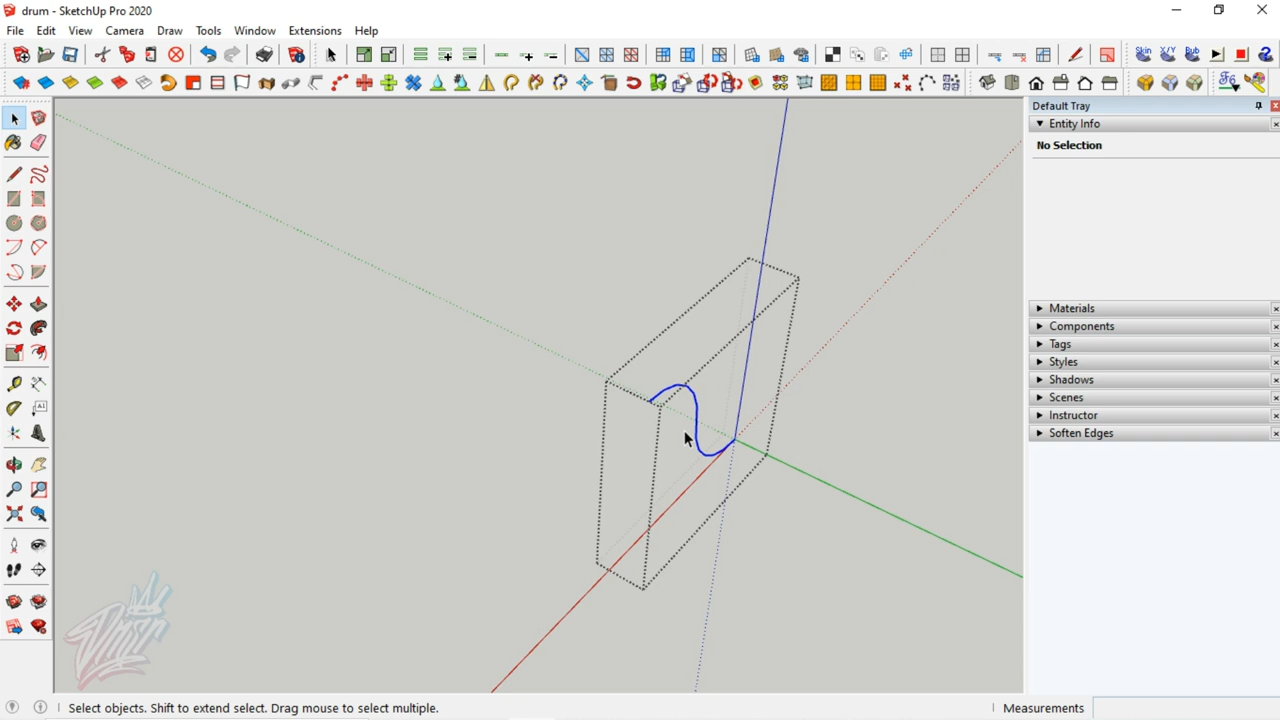 drum - SketchUp Pro 2020
File Edit View Camera Draw Tools Window Extensions Help
Skin X/Y Bub
Default Tray
Entity Info
No Selection
Materials
Components
Tags
Styles
Shadows
Scenes
Instructor
Soften Edges
Select objects. Shift to extend select. Drag mouse to select multiple.
Measurements